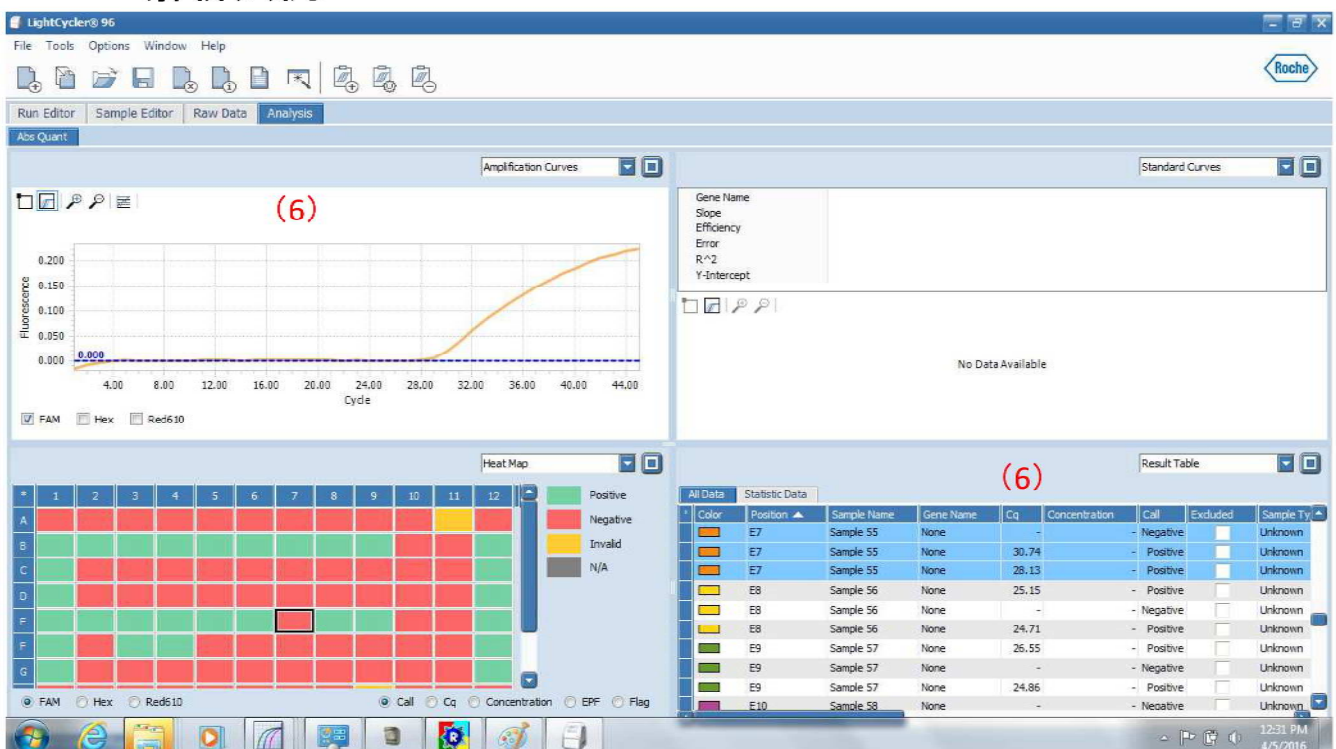 LightCycler® 96
File Tools Options Window Help
Roche
Run Editor Sample Editor Raw Data Analysis
Abs Quant
Amplification Curves
(6)
0.200
0.150
0.100
0.050
0.000
Fluorescence
0.000
4.00 8.00 12.00 16.00 20.00 24.00 28.00 32.00 36.00 40.00 44.00
Cycle
FAM Hex Red610
Standard Curves
Gene Name
Slope
Efficiency
Error
R^2
Y-Intercept
No Data Available
Heat Map
* 1 2 3 4 5 6 7 8 9 10 11 12
A
B
C
D
E
F
G
Positive
Negative
Invalid
N/A
FAM Hex Red610 Call Cq Concentration EPF Flag
(6)
Result Table
All Data Statistic Data
Color Position Sample Name Gene Name Cq Concentration Call Excluded Sample Ty
E7 Sample 55 None - - Negative Unknown
E7 Sample 55 None 30.74 - Positive Unknown
E7 Sample 55 None 28.13 - Positive Unknown
E8 Sample 56 None 25.15 - Positive Unknown
E8 Sample 56 None - - Negative Unknown
E8 Sample 56 None 24.71 - Positive Unknown
E9 Sample 57 None 26.55 - Positive Unknown
E9 Sample 57 None - - Negative Unknown
E9 Sample 57 None 24.86 - Positive Unknown
E10 Sample 58 None - - Negative Unknown
12:31 PM
4/5/2016